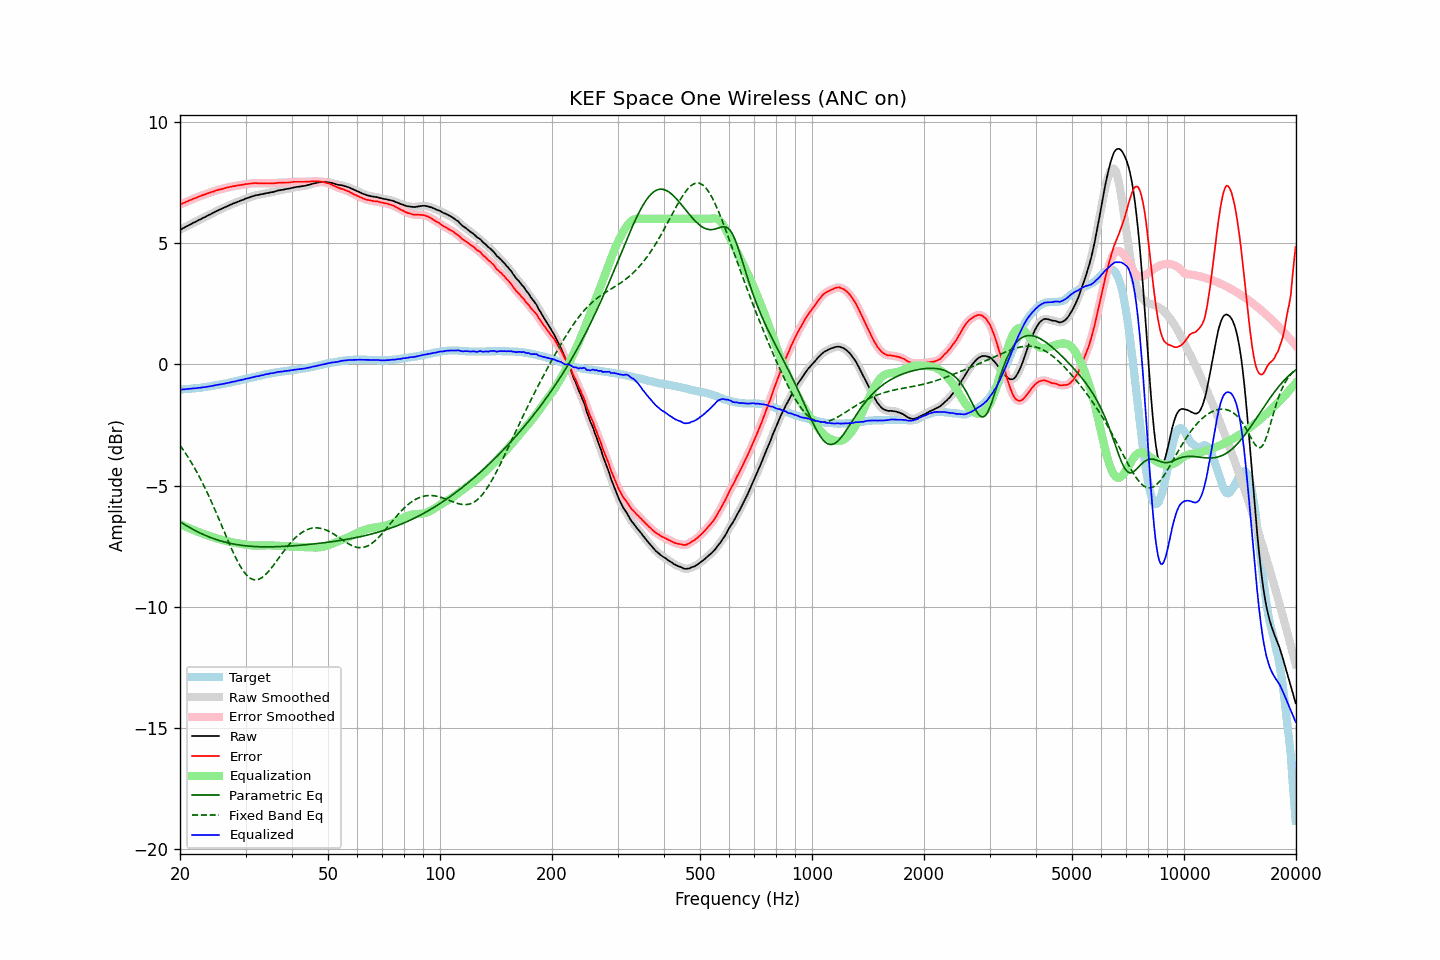 KEF Space One Wireless (ANC on)
10
5
0
−5
−10
−15
−20
Amplitude (dBr)
Target
Raw Smoothed
Error Smoothed
Raw
Error
Equalization
Parametric Eq
Fixed Band Eq
Equalized
20 50 100 200 500 1000 2000 5000 10000 20000
Frequency (Hz)